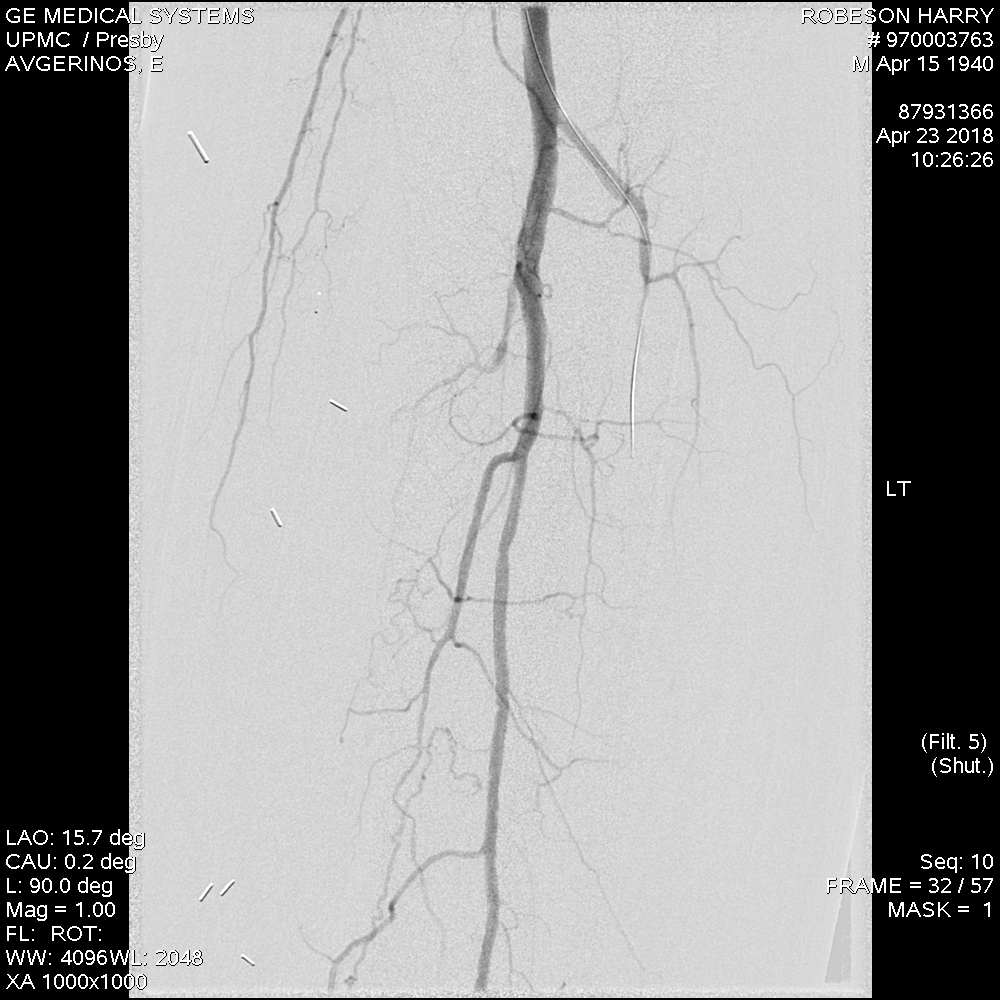 GE MEDICAL SYSTEMS
UPMC / Presby
AVGERINOS, E
ROBESON HARRY
# 970003763
M Apr 15 1940
87931366
Apr 23 2018
10:26:26
LT
(Filt. 5)
(Shut.)
LAO: 15.7 deg
CAU: 0.2 deg
L: 90.0 deg
Mag = 1.00
FL: ROT:
WW: 4096WL: 2048
XA 1000x1000
Seq: 10
FRAME = 32 / 57
MASK = 1